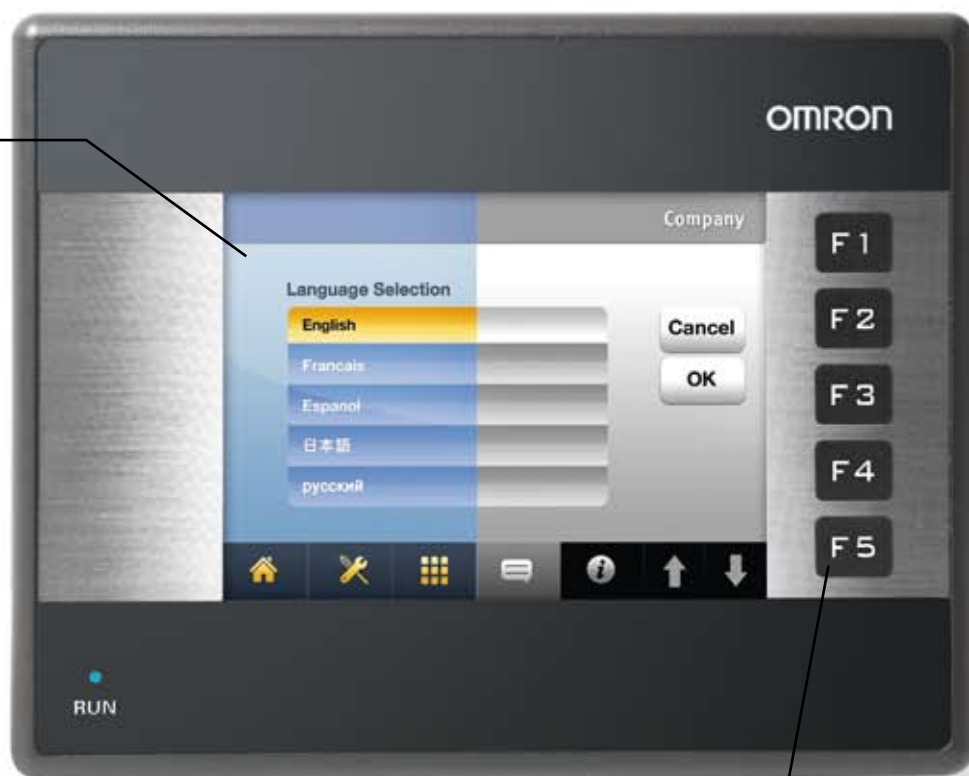 OMRON
Company
Language Selection
English
Francais
Espanol
日本語
русский
Cancel
OK
F1
F2
F3
F4
F5
RUN